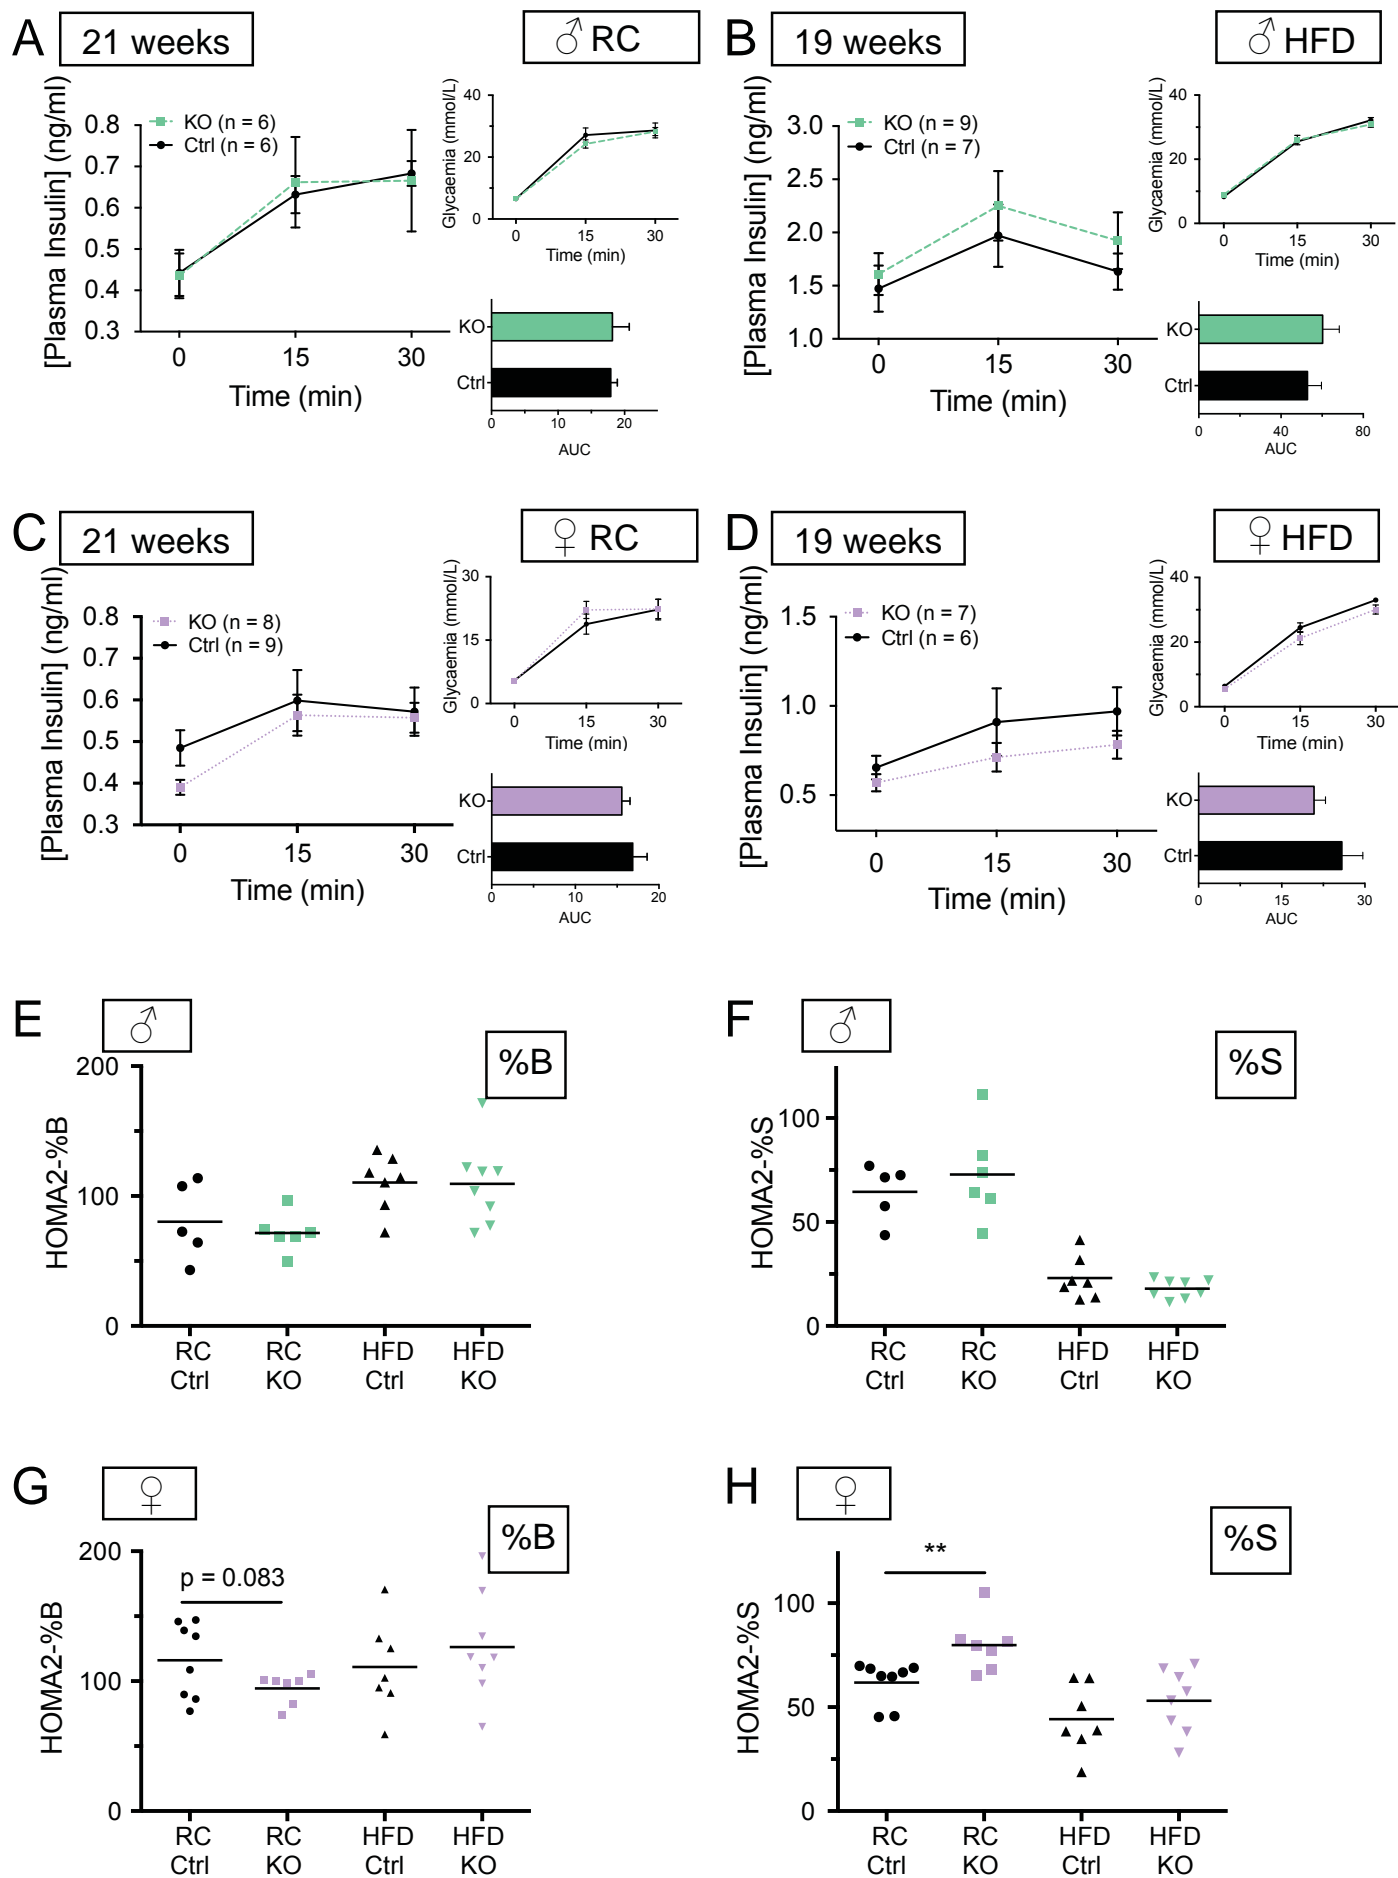 A 21 weeks ♂ RC
[Plasma Insulin] (ng/ml)
0.8
0.7
0.6
0.5
0.4
0.3
KO (n = 6)
Ctrl (n = 6)
0 15 30
Time (min)
Glycaemia (mmol/L)
40
20
0
0 15 30
Time (min)
KO
Ctrl
0 10 20
AUC
B 19 weeks ♂ HFD
[Plasma Insulin] (ng/ml)
3.0
2.5
2.0
1.5
1.0
KO (n = 9)
Ctrl (n = 7)
0 15 30
Time (min)
Glycaemia (mmol/L)
40
20
0
0 15 30
Time (min)
KO
Ctrl
0 40 80
AUC
C 21 weeks ♀ RC
[Plasma Insulin] (ng/ml)
0.8
0.7
0.6
0.5
0.4
0.3
KO (n = 8)
Ctrl (n = 9)
0 15 30
Time (min)
Glycaemia (mmol/L)
30
15
0
0 15 30
Time (min)
KO
Ctrl
0 10 20
AUC
D 19 weeks ♀ HFD
[Plasma Insulin] (ng/ml)
1.5
1.0
0.5
KO (n = 7)
Ctrl (n = 6)
0 15 30
Time (min)
Glycaemia (mmol/L)
40
20
0
0 15 30
Time (min)
KO
Ctrl
0 15 30
AUC
E ♂
%B
HOMA2-%B
200
100
0
RC RC HFD HFD
Ctrl KO Ctrl KO
F ♂
%S
HOMA2-%S
100
50
0
RC RC HFD HFD
Ctrl KO Ctrl KO
G ♀
%B
HOMA2-%B
200
100
0
p = 0.083
RC RC HFD HFD
Ctrl KO Ctrl KO
H ♀
%S
HOMA2-%S
100
50
0
**
RC RC HFD HFD
Ctrl KO Ctrl KO